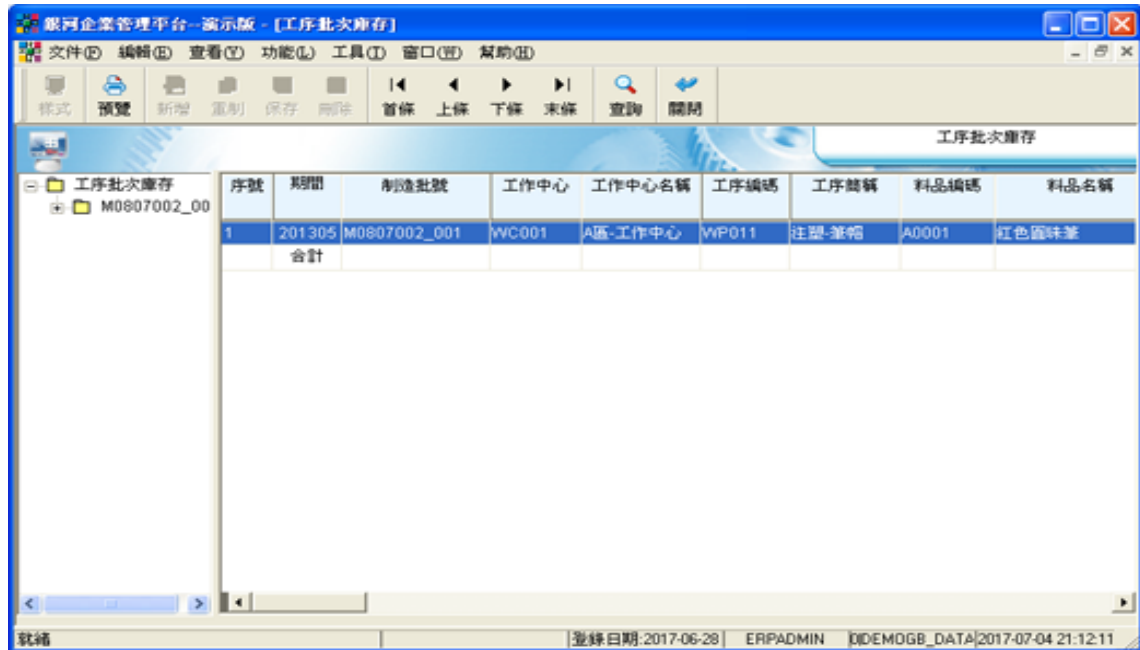 銀河企業管理平台--演示版 - [工序批次庫存]
文件(F) 編輯(E) 查看(Y) 功能(L) 工具(T) 窗口(W) 幫助(H)
樣式 預覽 新增 重制 保存 刪除 首條 上條 下條 末條 查詢 關閉
工序批次庫存
工序批次庫存
M0807002_00
序號 期間 制造批號 工作中心 工作中心名稱 工序編碼 工序簡稱 料品編碼 料品名稱
1 201305 M0807002_001 WC001 A區-工作中心 WP011 注塑-筆帽 A0001 紅色圓味筆
合計
就緒 登錄日期:2017-06-28 ERPADMIN 0|DEMOGB_DATA 2017-07-04 21:12:11